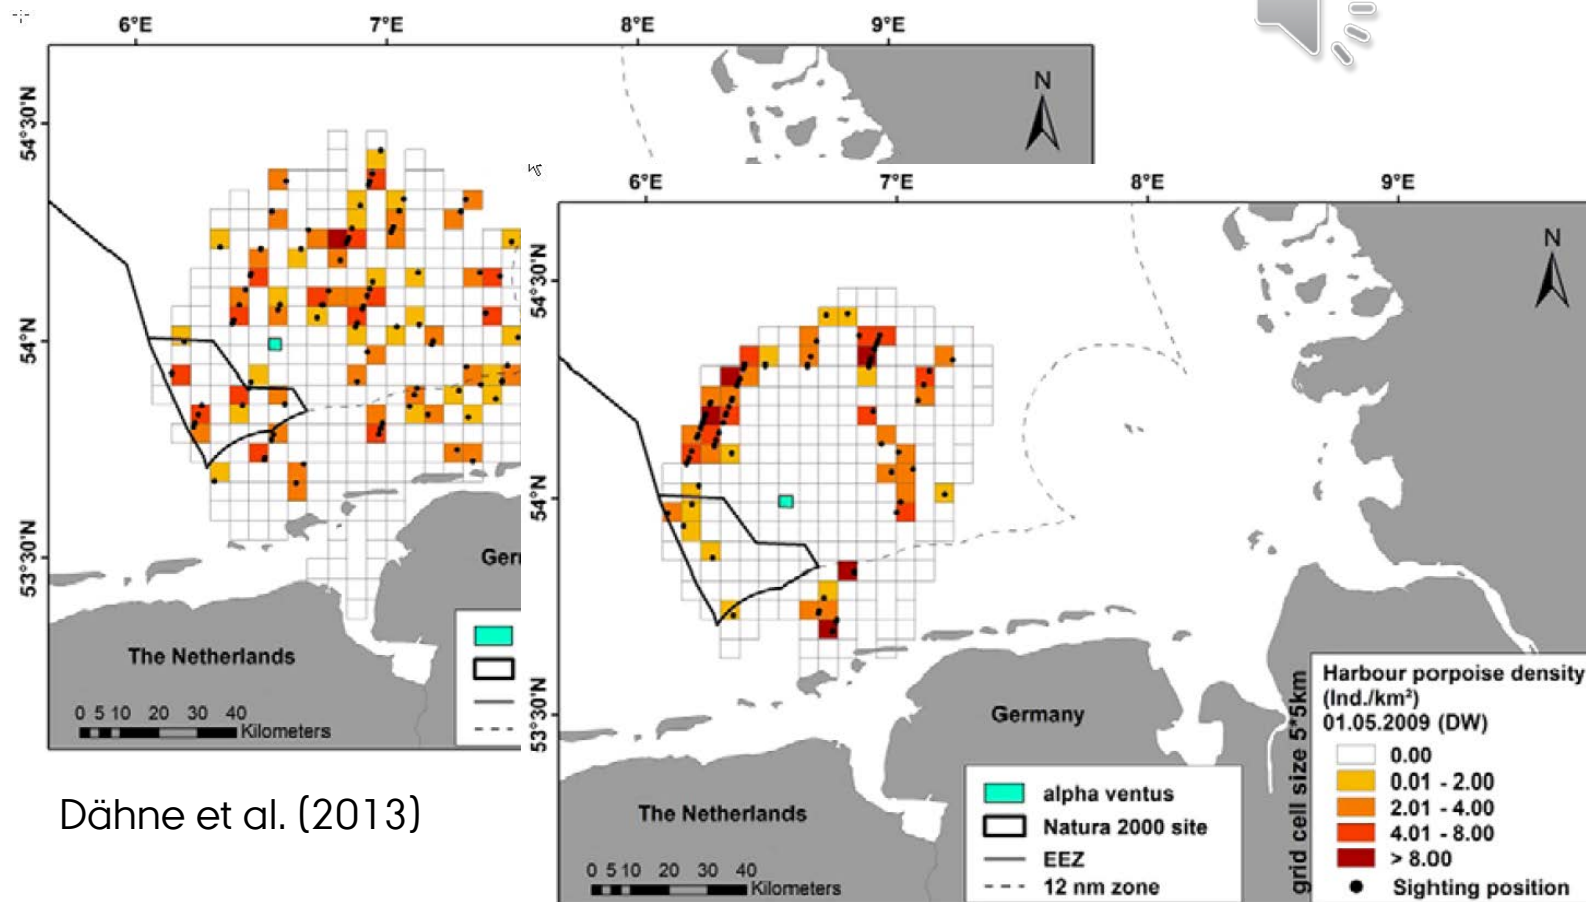 6°E 7°E 8°E 9°E
N
54°30'N
54°N
53°30'N
Ger
The Netherlands
0 5 10 20 30 40
Kilometers
Dähne et al. (2013)
6°E 7°E 8°E 9°E
N
54°30'N
54°N
53°30'N
Germany
The Netherlands
0 5 10 20 30 40
Kilometers
alpha ventus
Natura 2000 site
EEZ
12 nm zone
grid cell size 5*5km
Harbour porpoise density
(Ind./km²)
01.05.2009 (DW)
0.00
0.01 - 2.00
2.01 - 4.00
4.01 - 8.00
> 8.00
Sighting position